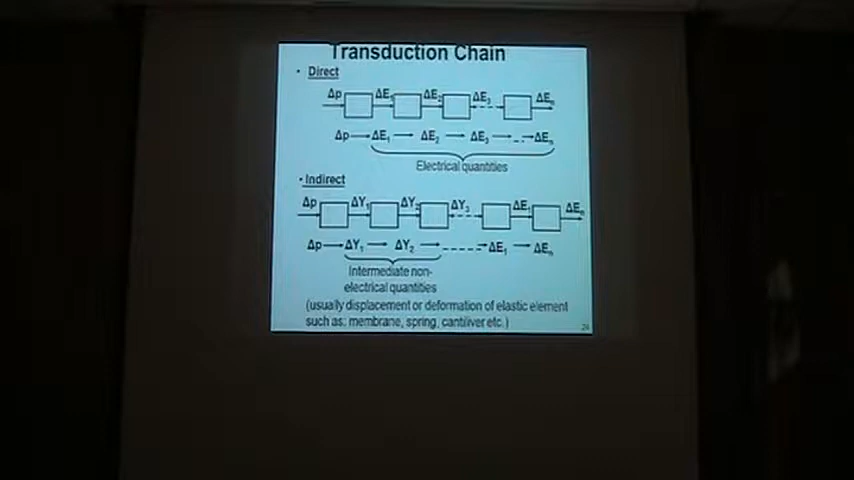 Transduction Chain
• Direct
Δp ΔE₁ ΔE₂ ΔE₃ ΔEₙ
Δp → ΔE₁ → ΔE₂ → ΔE₃ → ... → ΔEₙ
Electrical quantities
• Indirect
Δp ΔY₁ ΔY₂ ΔY₃ ΔE₁ ΔEₙ
Δp → ΔY₁ → ΔY₂ → ----- → ΔE₁ → ΔEₙ
Intermediate non-
electrical quantities
(usually displacement or deformation of elastic element
such as: membrane, spring, cantiliver etc.)
24